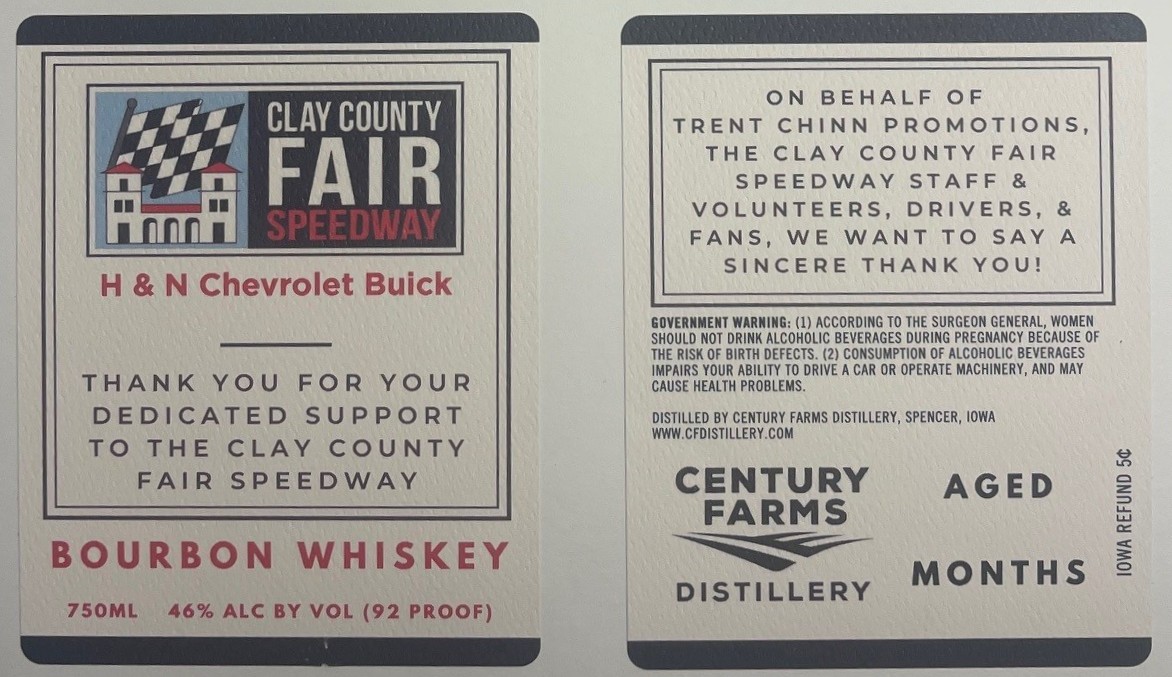 CLAY COUNTY
FAIR
SPEEDWAY
H & N Chevrolet Buick
THANK YOU FOR YOUR
DEDICATED SUPPORT
TO THE CLAY COUNTY
FAIR SPEEDWAY
BOURBON WHISKEY
750ML 46% ALC BY VOL (92 PROOF)
ON BEHALF OF
TRENT CHINN PROMOTIONS,
THE CLAY COUNTY FAIR
SPEEDWAY STAFF &
VOLUNTEERS, DRIVERS, &
FANS, WE WANT TO SAY A
SINCERE THANK YOU!
GOVERNMENT WARNING: (1) ACCORDING TO THE SURGEON GENERAL, WOMEN
SHOULD NOT DRINK ALCOHOLIC BEVERAGES DURING PREGNANCY BECAUSE OF
THE RISK OF BIRTH DEFECTS. (2) CONSUMPTION OF ALCOHOLIC BEVERAGES
IMPAIRS YOUR ABILITY TO DRIVE A CAR OR OPERATE MACHINERY, AND MAY
CAUSE HEALTH PROBLEMS.
DISTILLED BY CENTURY FARMS DISTILLERY, SPENCER, IOWA
WWW.CFDISTILLERY.COM
CENTURY
FARMS
DISTILLERY
AGED
MONTHS
IOWA REFUND 5¢